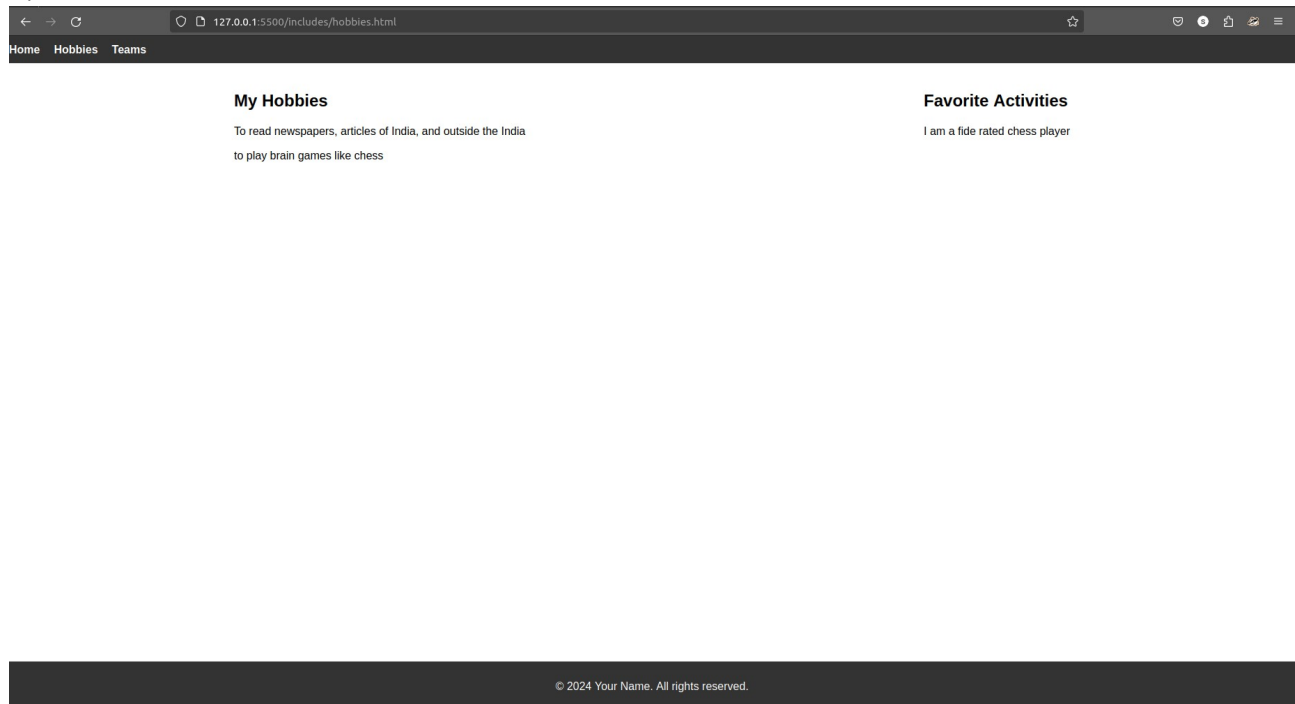 127.0.0.1:5500/includes/hobbies.html
S
Home Hobbies Teams
My Hobbies
To read newspapers, articles of India, and outside the India
to play brain games like chess
Favorite Activities
I am a fide rated chess player
© 2024 Your Name. All rights reserved.